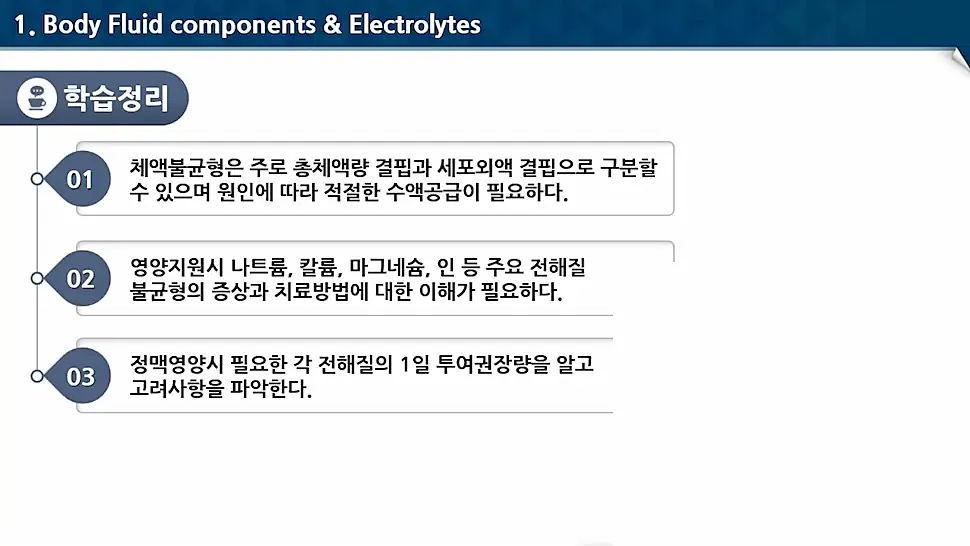 1. Body Fluid components & Electrolytes
학습정리
01
체액불균형은 주로 총체액량 결핍과 세포외액 결핍으로 구분할
수 있으며 원인에 따라 적절한 수액공급이 필요하다.
02
영양지원시 나트륨, 칼륨, 마그네슘, 인 등 주요 전해질
불균형의 증상과 치료방법에 대한 이해가 필요하다.
03
정맥영양시 필요한 각 전해질의 1일 투여권장량을 알고
고려사항을 파악한다.